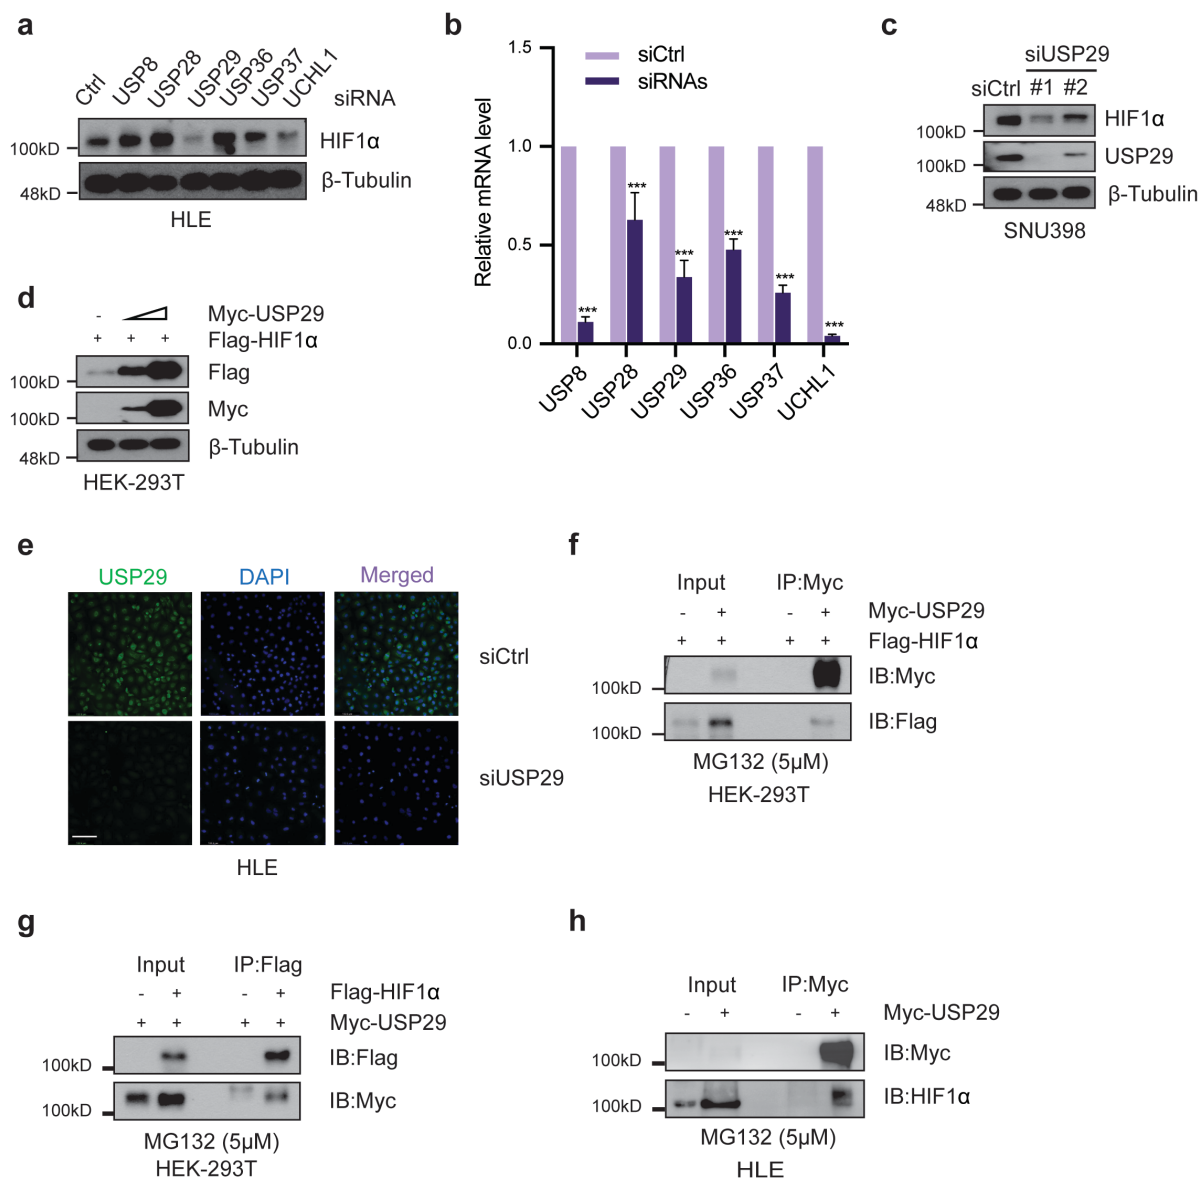 a
Ctrl
USP8
USP28
USP29
USP36
USP37
UCHL1
siRNA
100kD
HIF1α
48kD
β-Tubulin
HLE
b
1.5
1.0
0.5
0.0
Relative mRNA level
siCtrl
siRNAs
***
***
***
***
***
***
USP8
USP28
USP29
USP36
USP37
UCHL1
c
siUSP29
siCtrl #1 #2
100kD
HIF1α
100kD
USP29
48kD
β-Tubulin
SNU398
d
- Myc-USP29
+ + + Flag-HIF1α
100kD
Flag
100kD
Myc
48kD
β-Tubulin
HEK-293T
e
USP29 DAPI Merged
siCtrl
siUSP29
HLE
f
Input IP:Myc
- + - + Myc-USP29
+ + + + Flag-HIF1α
100kD
IB:Myc
100kD
IB:Flag
MG132 (5μM)
HEK-293T
g
Input IP:Flag
- + - + Flag-HIF1α
+ + + + Myc-USP29
100kD
IB:Flag
100kD
IB:Myc
MG132 (5μM)
HEK-293T
h
Input IP:Myc
- + - + Myc-USP29
100kD
IB:Myc
100kD
IB:HIF1α
MG132 (5μM)
HLE